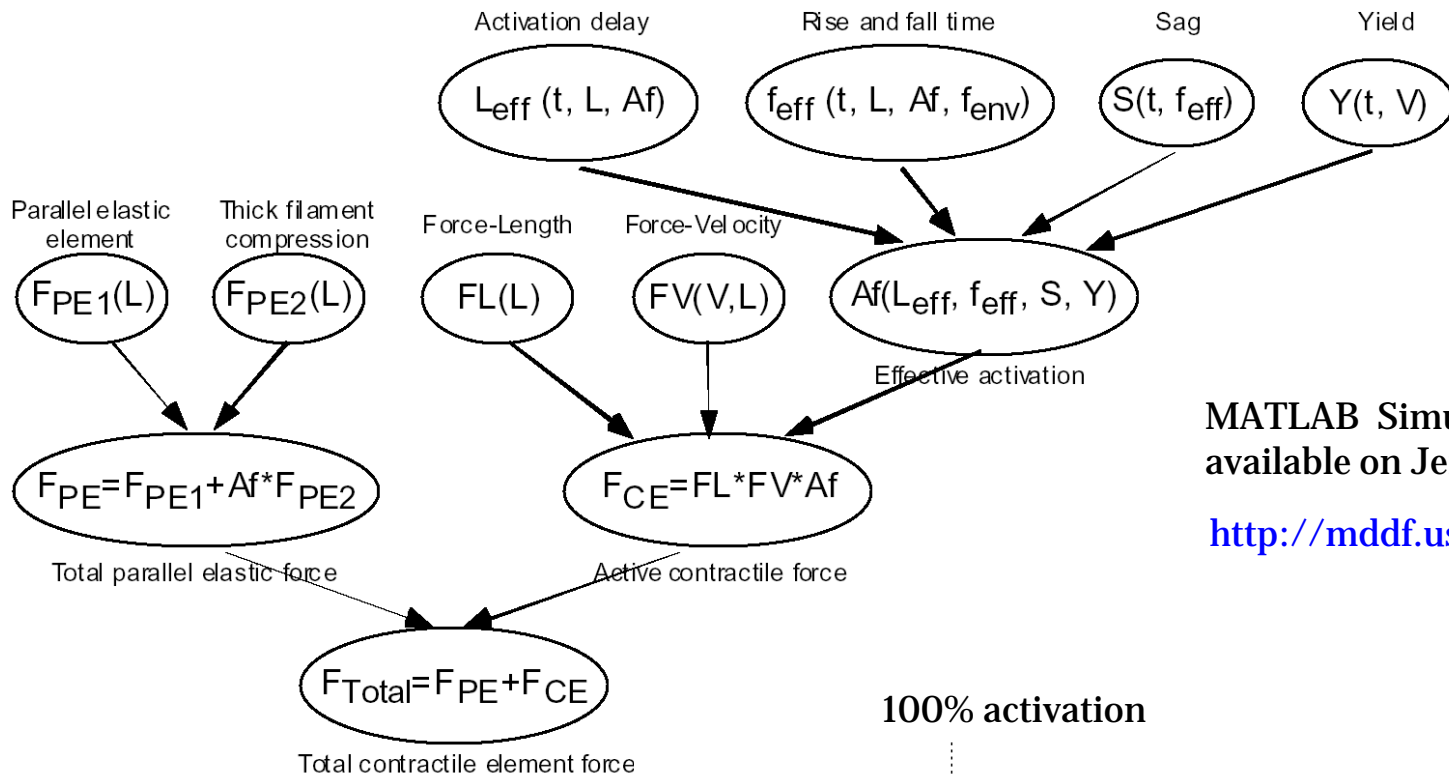 Activation delay
Rise and fall time
Sag
Yield
Leff (t, L, Af)
feff (t, L, Af, fenv)
S(t, feff)
Y(t, V)
Parallel elastic
element
Thick filament
compression
Force-Length
Force-Velocity
FPE1(L)
FPE2(L)
FL(L)
FV(V,L)
Af(Leff, feff, S, Y)
Effective activation
MATLAB Simu
available on Je
http://mddf.us
FPE=FPE1+Af*FPE2
FCE=FL*FV*Af
Total parallel elastic force
Active contractile force
FTotal=FPE+FCE
Total contractile element force
100% activation